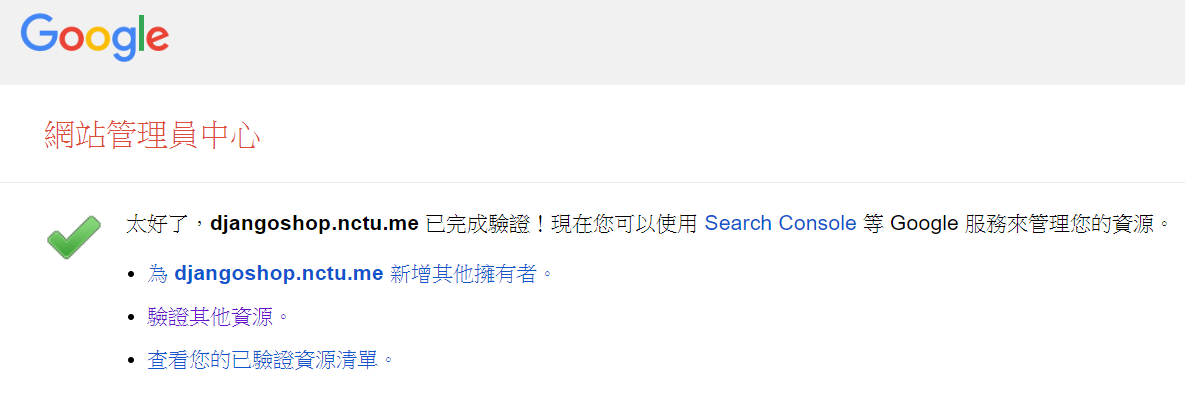 Google
網站管理員中心
太好了，djangoshop.nctu.me 已完成驗證！現在您可以使用 Search Console 等 Google 服務來管理您的資源。
• 為 djangoshop.nctu.me 新增其他擁有者。
• 驗證其他資源。
• 查看您的已驗證資源清單。